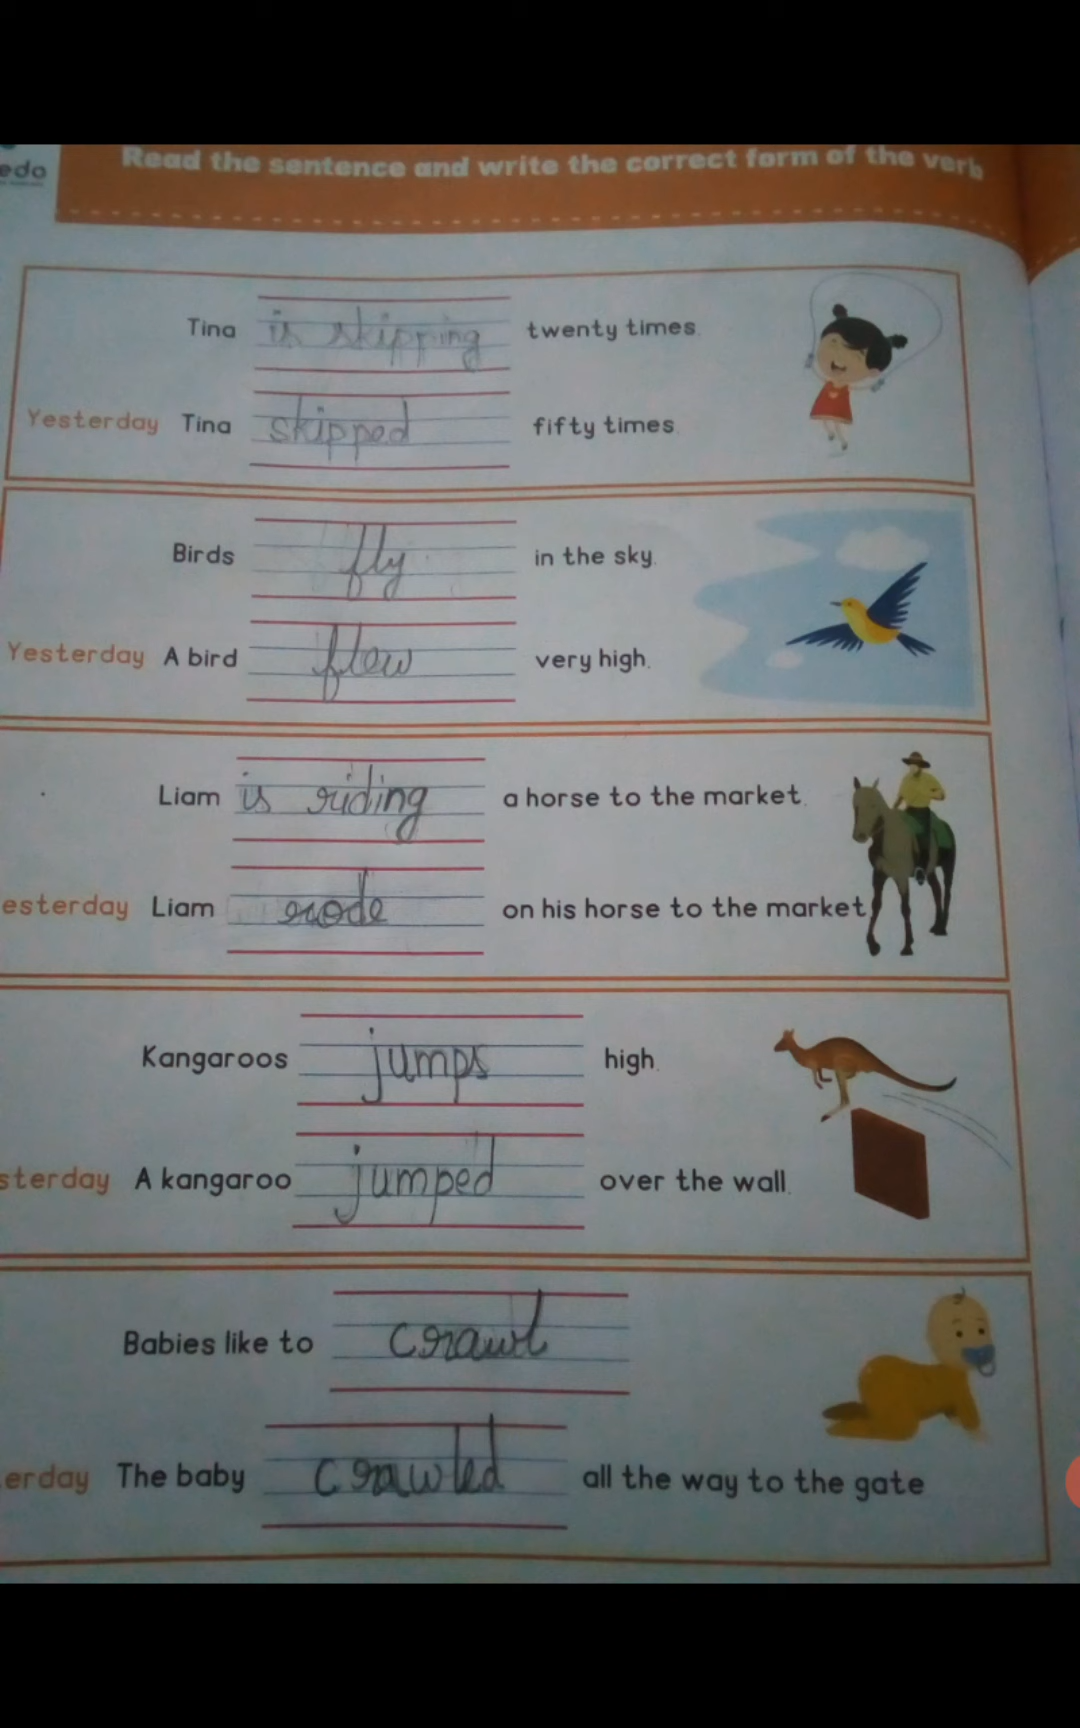 edo
Read the sentence and write the correct form of the verb
Tina is skipping twenty times.
Yesterday Tina skipped fifty times
Birds fly in the sky.
Yesterday A bird flew very high.
Liam is riding a horse to the market.
esterday Liam rode on his horse to the market
Kangaroos jumps high.
sterday A kangaroo jumped over the wall.
Babies like to crawl
erday The baby crawled all the way to the gate